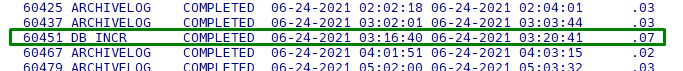 60425 ARCHIVELOG COMPLETED 06-24-2021 02:02:18 06-24-2021 02:04:01 .03
60437 ARCHIVELOG COMPLETED 06-24-2021 03:02:01 06-24-2021 03:03:44 .03
60451 DB INCR COMPLETED 06-24-2021 03:16:40 06-24-2021 03:20:41 .07
60467 ARCHIVELOG COMPLETED 06-24-2021 04:01:51 06-24-2021 04:03:15 .02
60479 ARCHIVELOG COMPLETED 06-24-2021 05:02:00 06-24-2021 05:03:32 .03